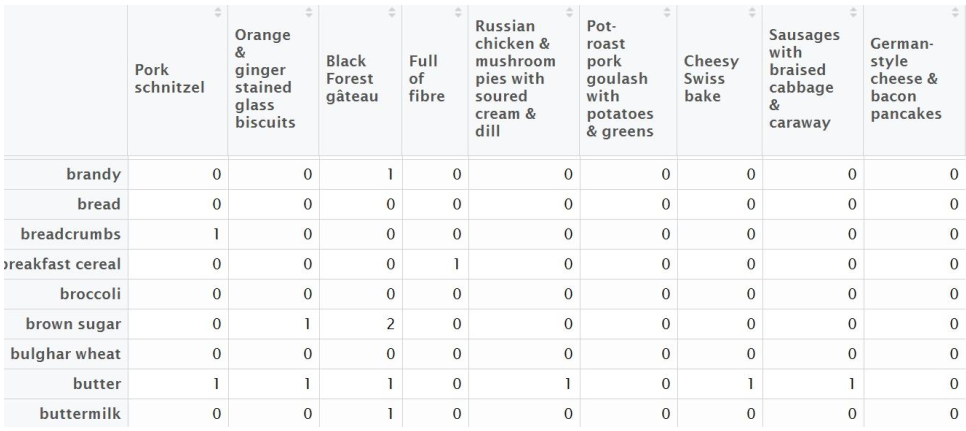 Pork schnitzel
Orange & ginger stained glass biscuits
Black Forest gâteau
Full of fibre
Russian chicken & mushroom pies with soured cream & dill
Pot-roast pork goulash with potatoes & greens
Cheesy Swiss bake
Sausages with braised cabbage & caraway
German-style cheese & bacon pancakes
brandy 0 0 1 0 0 0 0 0 0
bread 0 0 0 0 0 0 0 0 0
breadcrumbs 1 0 0 0 0 0 0 0 0
breakfast cereal 0 0 0 1 0 0 0 0 0
broccoli 0 0 0 0 0 0 0 0 0
brown sugar 0 1 2 0 0 0 0 0 0
bulghar wheat 0 0 0 0 0 0 0 0 0
butter 1 1 1 0 1 0 1 1 0
buttermilk 0 0 1 0 0 0 0 0 0